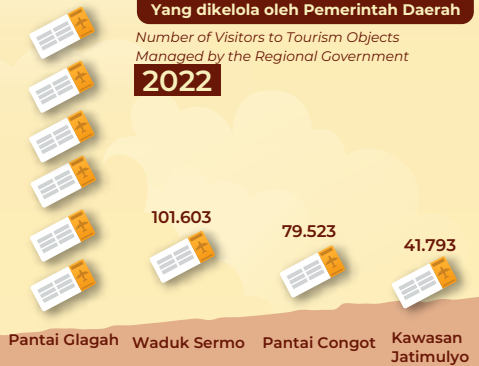 Yang dikelola oleh Pemerintah Daerah
Number of Visitors to Tourism Objects
Managed by the Regional Government
2022
101.603
79.523
41.793
Pantai Glagah
Waduk Sermo
Pantai Congot
Kawasan
Jatimulyo